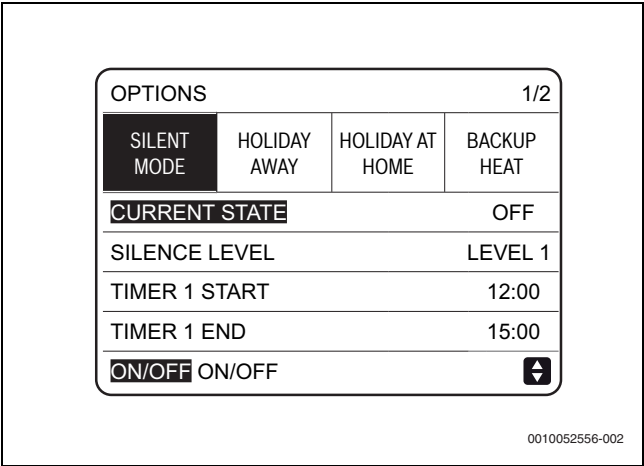 OPTIONS 1/2
SILENT MODE HOLIDAY AWAY HOLIDAY AT HOME BACKUP HEAT
CURRENT STATE OFF
SILENCE LEVEL LEVEL 1
TIMER 1 START 12:00
TIMER 1 END 15:00
ON/OFF ON/OFF
0010052556-002